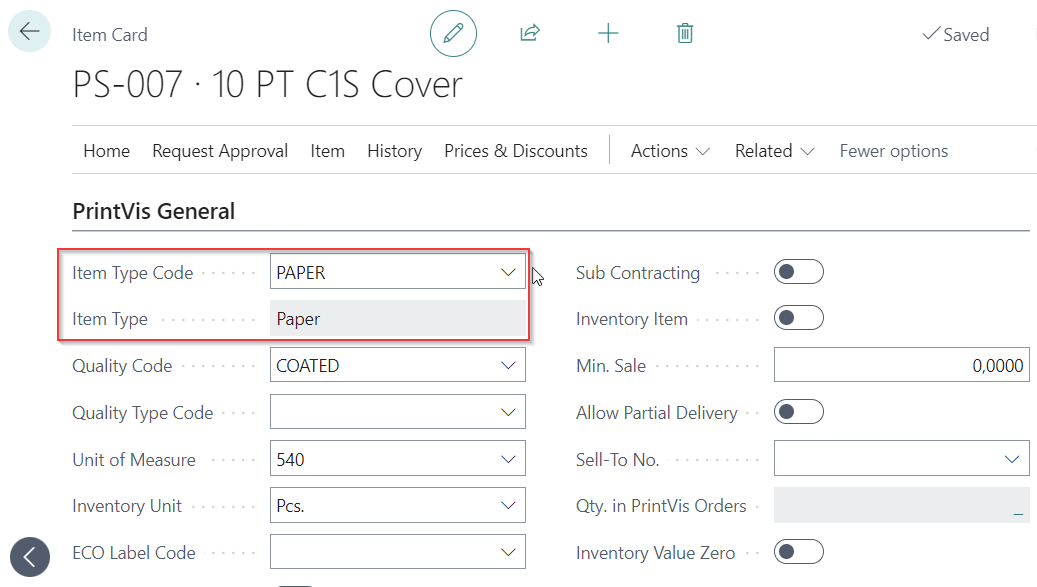 Item Card
Saved
PS-007 · 10 PT C1S Cover
Home Request Approval Item History Prices & Discounts Actions Related Fewer options
PrintVis General
Item Type Code PAPER
Sub Contracting
Item Type Paper
Inventory Item
Quality Code COATED
Min. Sale 0,0000
Quality Type Code
Allow Partial Delivery
Unit of Measure 540
Sell-To No.
Inventory Unit Pcs.
Qty. in PrintVis Orders _
ECO Label Code
Inventory Value Zero